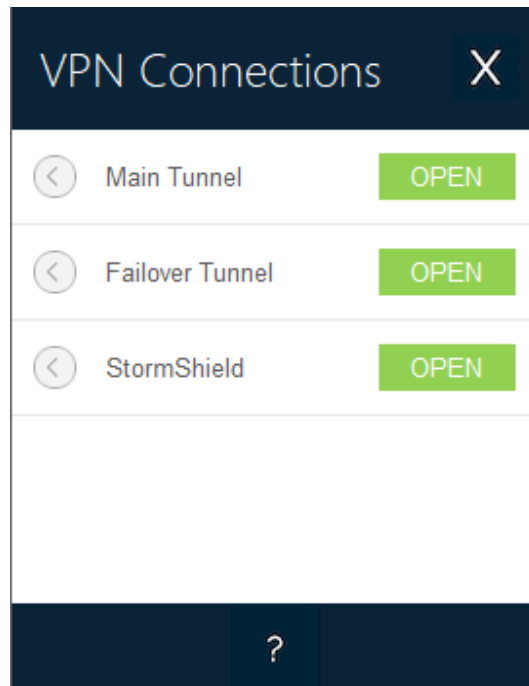 VPN Connections X
Main Tunnel OPEN
Failover Tunnel OPEN
StormShield OPEN
?